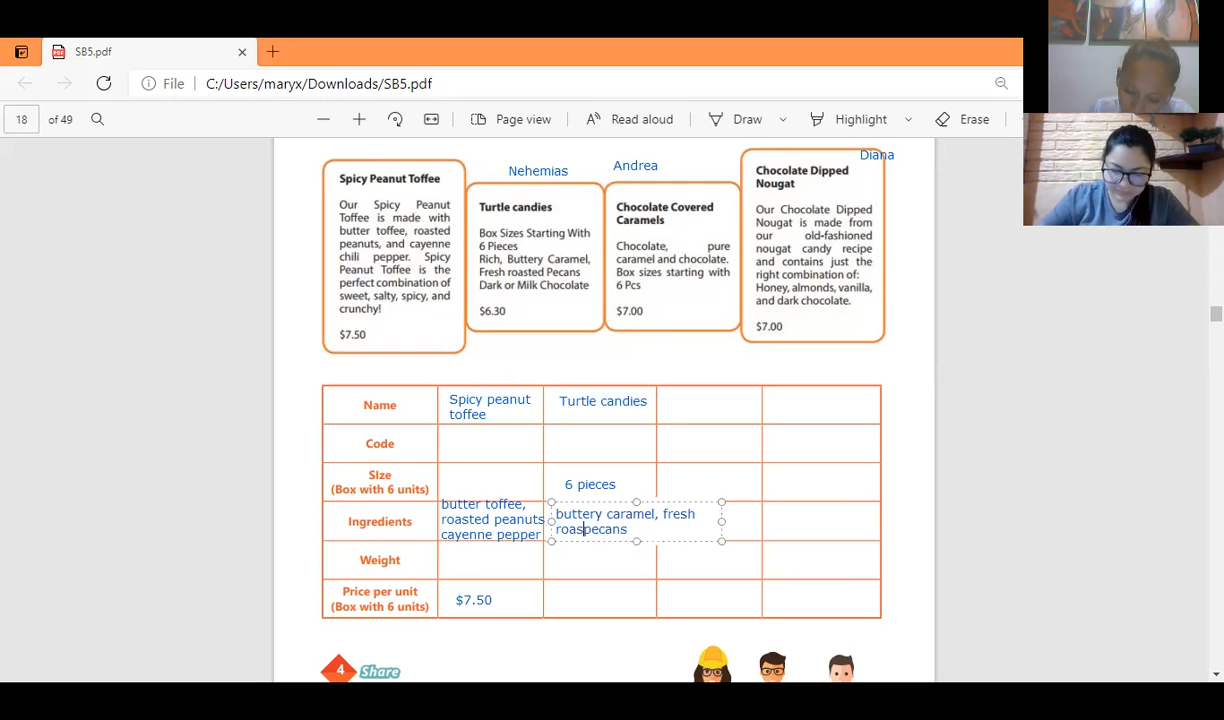 SB5.pdf
File
C:/Users/maryx/Downloads/SB5.pdf
18
of 49
Page view
Read aloud
Draw
Highlight
Erase
Nehemias
Andrea
Diana
Spicy Peanut Toffee
Our Spicy Peanut
Toffee is made with
butter toffee, roasted
peanuts, and cayenne
chili pepper. Spicy
Peanut Toffee is the
perfect combination of
sweet, salty, spicy, and
crunchy!
$7.50
Turtle candies
Box Sizes Starting With
6 Pieces
Rich, Buttery Caramel,
Fresh roasted Pecans
Dark or Milk Chocolate
$6.30
Chocolate Covered
Caramels
Chocolate, pure
caramel and chocolate.
Box sizes starting with
6 Pcs
$7.00
Chocolate Dipped
Nougat
Our Chocolate Dipped
Nougat is made from
our old-fashioned
nougat candy recipe
and contains just the
right combination of:
Honey, almonds, vanilla,
and dark chocolate.
$7.00
Name
Spicy peanut
toffee
Turtle candies
Code
SIze
(Box with 6 units)
6 pieces
Ingredients
butter toffee,
roasted peanuts
cayenne pepper
buttery caramel, fresh
roaspecans
Weight
Price per unit
(Box with 6 units)
$7.50
4
Share